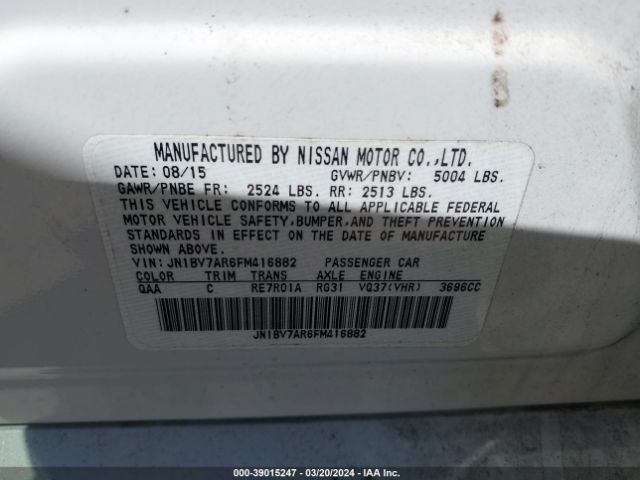 MANUFACTURED BY NISSAN MOTOR CO.,LTD.
DATE: 08/15 GVWR/PNBV: 5004 LBS.
GAWR/PNBE FR: 2524 LBS. RR: 2513 LBS.
THIS VEHICLE CONFORMS TO ALL APPLICABLE FEDERAL
MOTOR VEHICLE SAFETY, BUMPER, AND THEFT PREVENTION
STANDARDS IN EFFECT ON THE DATE OF MANUFACTURE
SHOWN ABOVE.
VIN: JN1BV7AR6FM416882 PASSENGER CAR
COLOR TRIM TRANS AXLE ENGINE
QAA C RE7R01A RG31 VQ37(VHR) 3696CC
JN1BV7AR6FM416882
000-39015247 - 03/20/2024 - IAAI.COM